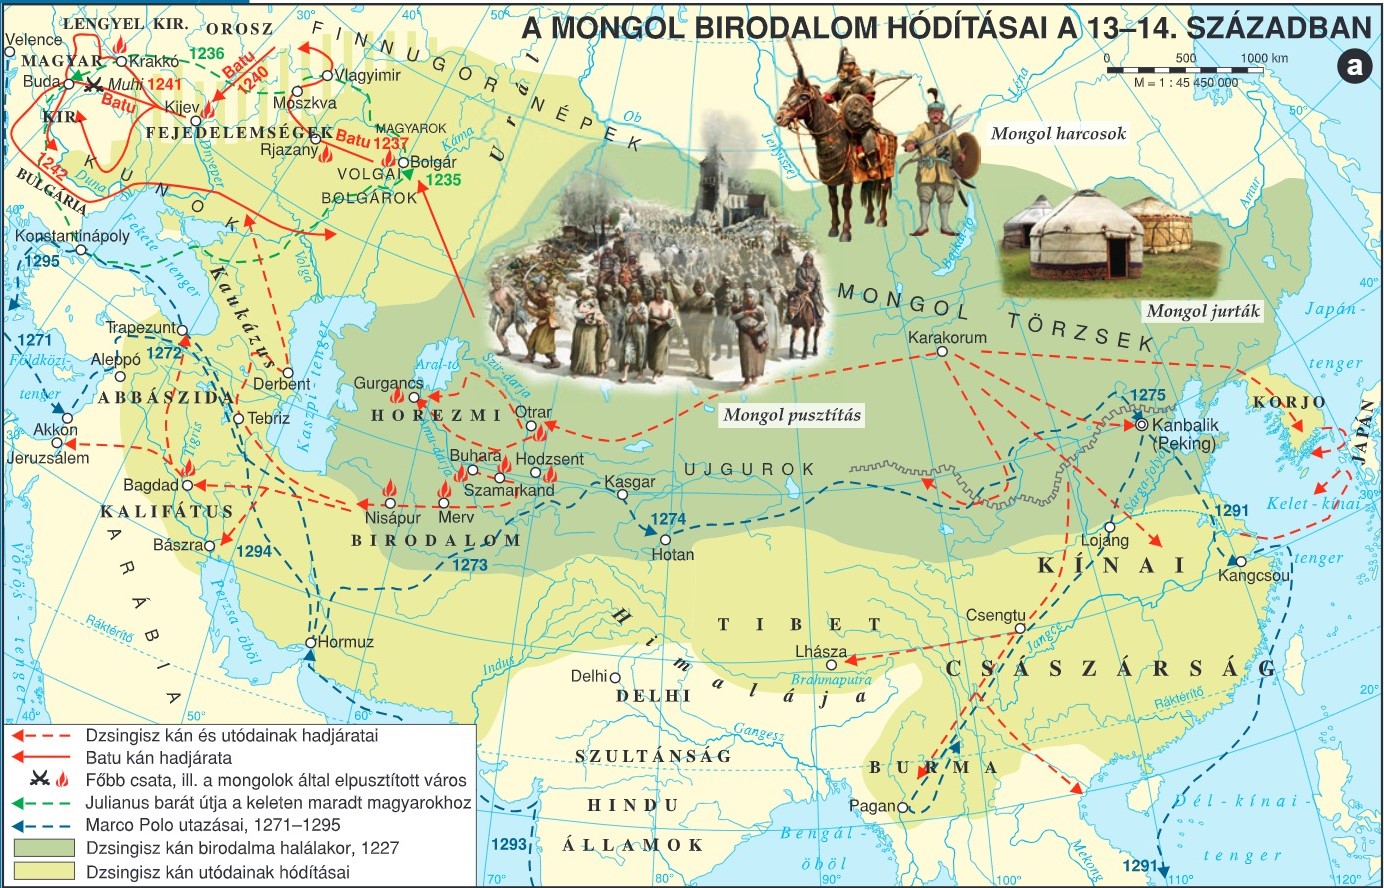 A MONGOL BIRODALOM HÓDÍTÁSAI A 13–14. SZÁZADBAN
a
0 500 1000 km
M = 1 : 45 450 000
LENGYEL KIR.
OROSZ
FINNUGOR NÉPEK
Velence
MAGYAR
Krakkó
1236
Batu
1240
Vlagyimir
Buda
Muhi 1241
Batu
Kijev
Moszkva
KIR.
FEJEDELEMSÉGEK
MAGYAROK
Batu 1237
Rjazany
Bolgár
1235
VOLGAI
BOLGÁROK
Káma
Urál
Ob
Jenyiszej
Léna
Amur
Bajkál-tó
Dnyeper
Duna
1242
KUNOK
BULGÁRIA
Volga
Fekete
tenger
Konstantinápoly
1295
Kaukázus
Kaszpi-tenger
Mongol harcosok
Mongol jurták
Mongol pusztítás
MONGOL TÖRZSEK
Japán-
tenger
1271
Földközi-
tenger
Trapezunt
1272
Aleppó
Derbent
ABBÁSZIDA
Tebriz
Akkon
Jeruzsálem
Tigris
Bagdad
KALIFÁTUS
Bászra
1294
Aral-tó
Szir-darja
Amu-darja
Gurgancs
HOREZMI
Otrar
Buhara
Hodzsent
Szamarkand
Nisápur
Merv
BIRODALOM
1273
Kasgar
1274
Hotan
UJGUROK
Karakorum
1275
Kanbalik
(Peking)
KORJO
JAPÁN
Sárga-folyó
Kelet-kínai
tenger
1291
Lojang
KÍNAI
Kangcsou
Csengtu
Jangce
CSÁSZÁRSÁG
TIBET
Lhásza
Brahmaputra
Himalája
ARÁBIA
Vörös-tenger
Perzsa öböl
Ráktérítő
Hormuz
Indus
Delhi
DELHI
SZULTÁNSÁG
Gangesz
HINDU
ÁLLAMOK
1293
BURMA
Pagan
Bengál-
öböl
Mekong
Ráktérítő
Dél-kínai-
tenger
1291
30°
40°
50°
40°
40°
30°
30°
20°
40°
50°
60°
70°
80°
90°
100°
110°
120°
Dzsingisz kán és utódainak hadjáratai
Batu kán hadjárata
Főbb csata, ill. a mongolok által elpusztított város
Julianus barát útja a keleten maradt magyarokhoz
Marco Polo utazásai, 1271–1295
Dzsingisz kán birodalma halálakor, 1227
Dzsingisz kán utódainak hódításai